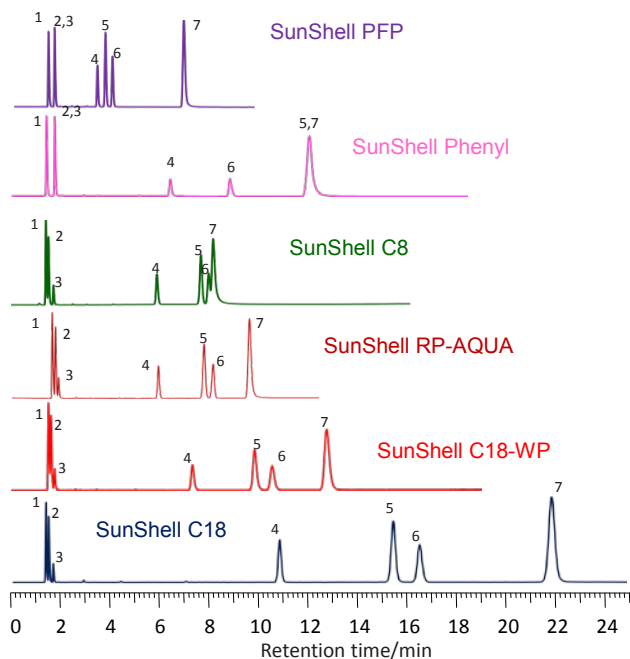 1 2,3 4 5 6 7
SunShell PFP
1 2,3 4 6 5,7
SunShell Phenyl
1 2 3 4 5 6 7
SunShell C8
1 2 3 4 5 6 7
SunShell RP-AQUA
1 2 3 4 5 6 7
SunShell C18-WP
1 2 3 4 5 6 7
SunShell C18
0 2 4 6 8 10 12 14 16 18 20 22 24
Retention time/min